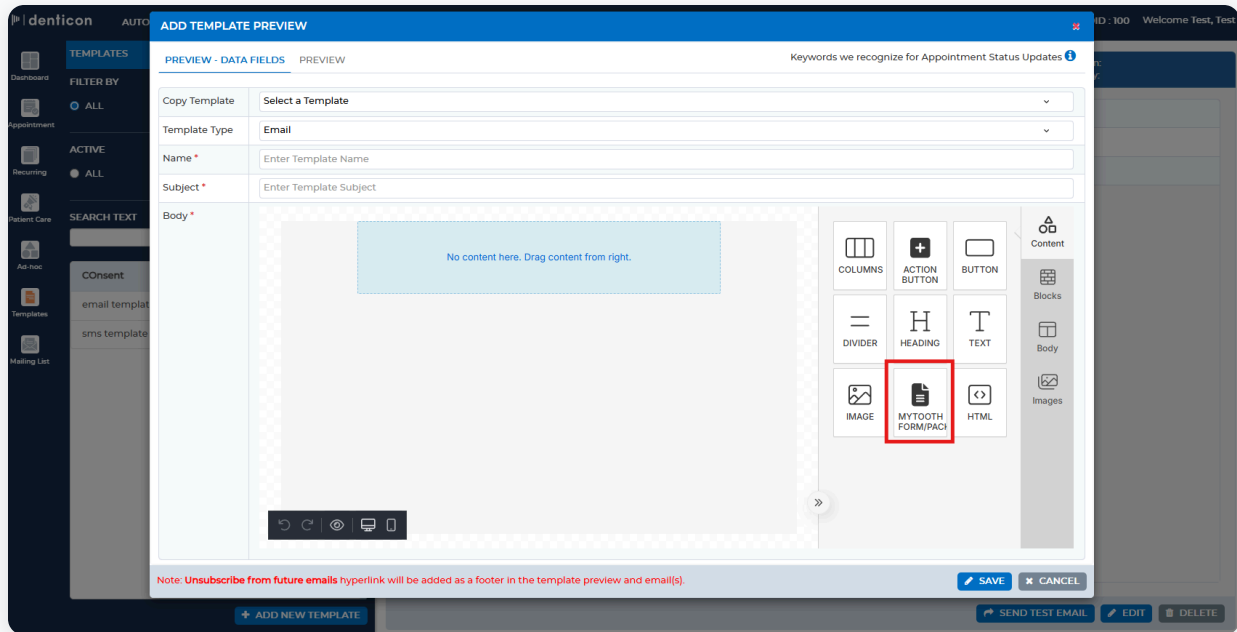 denticon
AUTO
ID : 100 Welcome Test, Test
ADD TEMPLATE PREVIEW
PREVIEW - DATA FIELDS PREVIEW
Keywords we recognize for Appointment Status Updates
Copy Template Select a Template
Template Type Email
Name * Enter Template Name
Subject * Enter Template Subject
Body *
No content here. Drag content from right.
COLUMNS
ACTION
BUTTON
BUTTON
DIVIDER
HEADING
TEXT
IMAGE
MYTOOTH
FORM/PACK
HTML
Content
Blocks
Body
Images
Note: Unsubscribe from future emails hyperlink will be added as a footer in the template preview and email(s).
SAVE
CANCEL
Dashboard
Appointment
Recurring
Patient Care
Ad-hoc
Templates
Mailing List
TEMPLATES
FILTER BY
ALL
ACTIVE
ALL
SEARCH TEXT
COnsent
email templat
sms template
+ ADD NEW TEMPLATE
SEND TEST EMAIL
EDIT
DELETE